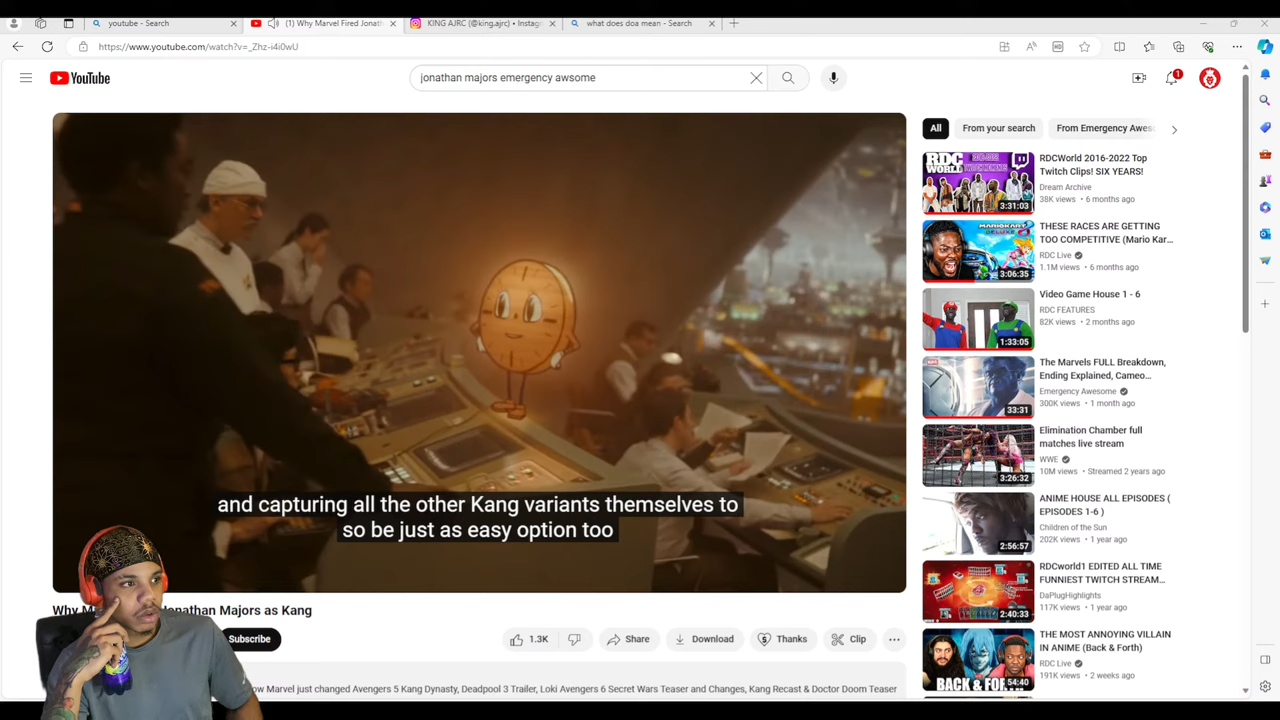 youtube - Search
(1) Why Marvel Fired Jonath
KING AJRC (@king.ajrc) • Instag
what does doa mean - Search
https://www.youtube.com/watch?v=_Zhz-i4i0wU
YouTube
jonathan majors emergency awsome
1
and capturing all the other Kang variants themselves to
so be just as easy option too
Why M
Jonathan Majors as Kang
Subscribe
1.3K
Share
Download
Thanks
Clip
ow Marvel just changed Avengers 5 Kang Dynasty, Deadpool 3 Trailer, Loki Avengers 6 Secret Wars Teaser and Changes, Kang Recast & Doctor Doom Teaser
All
From your search
From Emergency Awes
RDC
WORLD
3:31:03
RDCWorld 2016-2022 Top
Twitch Clips! SIX YEARS!
Dream Archive
38K views • 6 months ago
3:06:35
THESE RACES ARE GETTING
TOO COMPETITIVE (Mario Kar...
RDC Live
1.1M views • 6 months ago
1:33:05
Video Game House 1 - 6
RDC FEATURES
82K views • 2 months ago
33:31
The Marvels FULL Breakdown,
Ending Explained, Cameo...
Emergency Awesome
300K views • 1 month ago
3:26:32
Elimination Chamber full
matches live stream
WWE
10M views • Streamed 2 years ago
2:56:57
ANIME HOUSE ALL EPISODES (
EPISODES 1-6 )
Children of the Sun
202K views • 1 year ago
2:40:33
RDCworld1 EDITED ALL TIME
FUNNIEST TWITCH STREAM...
DaPlugHighlights
117K views • 1 year ago
BACK & FOR
54:40
THE MOST ANNOYING VILLAIN
IN ANIME (Back & Forth)
RDC Live
191K views • 2 weeks ago